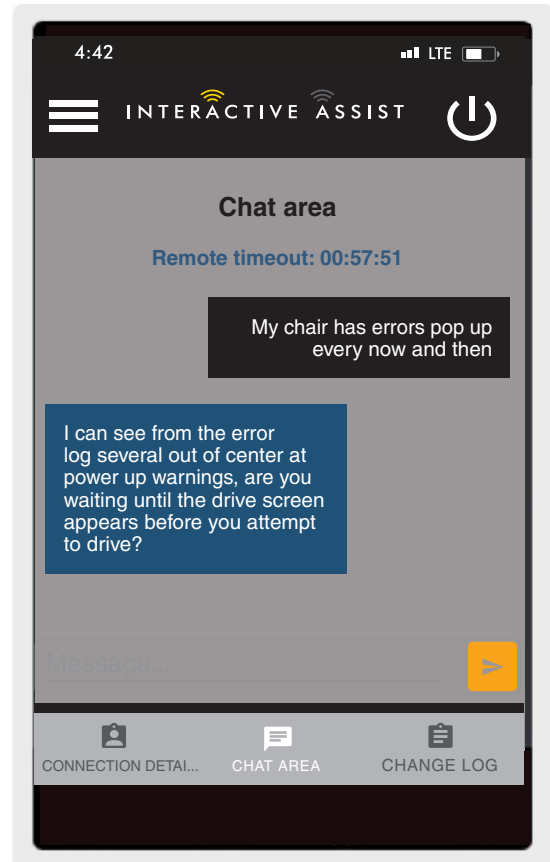 4:42 LTE
INTERACTIVE ASSIST
Chat area
Remote timeout: 00:57:51
My chair has errors pop up
every now and then
I can see from the error
log several out of center at
power up warnings, are you
waiting until the drive screen
appears before you attempt
to drive?
Message...
CONNECTION DETAI... CHAT AREA CHANGE LOG